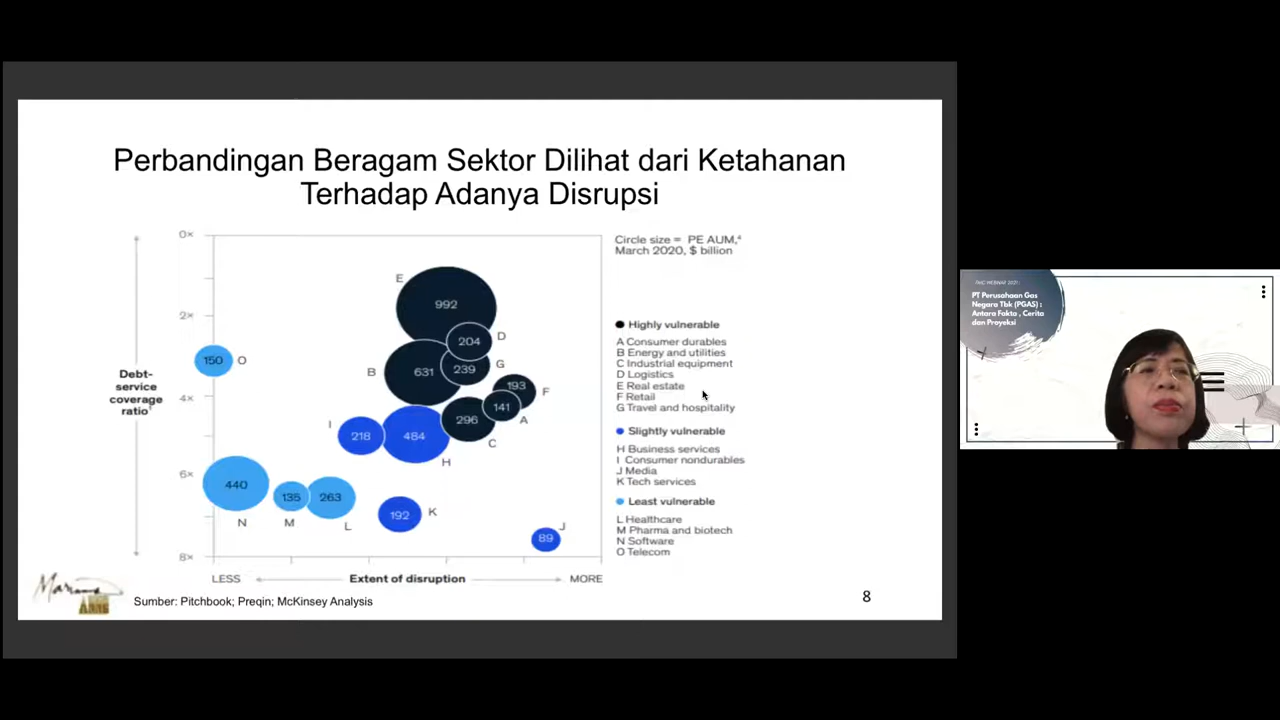 Perbandingan Beragam Sektor Dilihat dari Ketahanan
Terhadap Adanya Disrupsi
0×
2×
4×
6×
8×
Debt-
service
coverage
ratio
E
992
204
D
150
O
B
631
239
G
193
F
141
A
I
218
484
296
C
H
440
135
263
N
M
L
192
K
J
89
LESS
Extent of disruption
MORE
Circle size = PE AUM,⁴
March 2020, $ billion
Highly vulnerable
A Consumer durables
B Energy and utilities
C Industrial equipment
D Logistics
E Real estate
F Retail
G Travel and hospitality
Slightly vulnerable
H Business services
I Consumer nondurables
J Media
K Tech services
Least vulnerable
L Healthcare
M Pharma and biotech
N Software
O Telecom
Sumber: Pitchbook; Preqin; McKinsey Analysis
8
PT Perusahaan Gas
Negara Tbk (PGAS) :
Antara Fakta , Cerita
dan Proyeksi